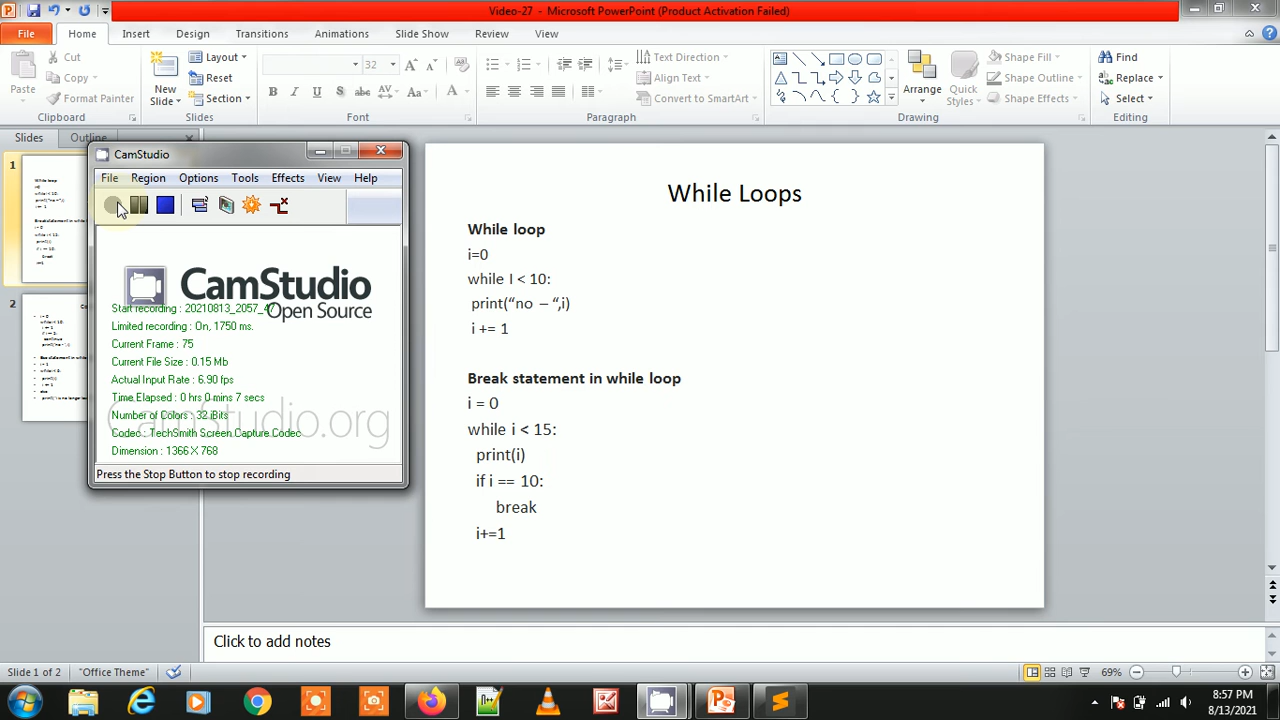 Video-27 - Microsoft PowerPoint (Product Activation Failed)
File Home Insert Design Transitions Animations Slide Show Review View
Paste
Cut
Copy
Format Painter
Clipboard
New Slide
Layout
Reset
Section
Slides
32
B I U S abc AV Aa A
Font
Text Direction
Align Text
Convert to SmartArt
Paragraph
Arrange
Quick Styles
Shape Fill
Shape Outline
Shape Effects
Drawing
Find
Replace
Select
Editing
Slides Outline
1
2
CamStudio
File Region Options Tools Effects View Help
CamStudio
Open Source
CamStudio.org
Start recording : 20210813_2057_47
Limited recording : On, 1750 ms.
Current Frame : 75
Current File Size : 0.15 Mb
Actual Input Rate : 6.90 fps
Time Elapsed : 0 hrs 0 mins 7 secs
Number of Colors : 32 Bits
Codec : TechSmith Screen Capture Codec
Dimension : 1366 X 768
Press the Stop Button to stop recording
While Loops
While loop
i=0
while I < 10:
print(“no – “,i)
i += 1
Break statement in while loop
i = 0
while i < 15:
print(i)
if i == 10:
break
i+=1
Click to add notes
Slide 1 of 2 "Office Theme" 69%
8:57 PM
8/13/2021